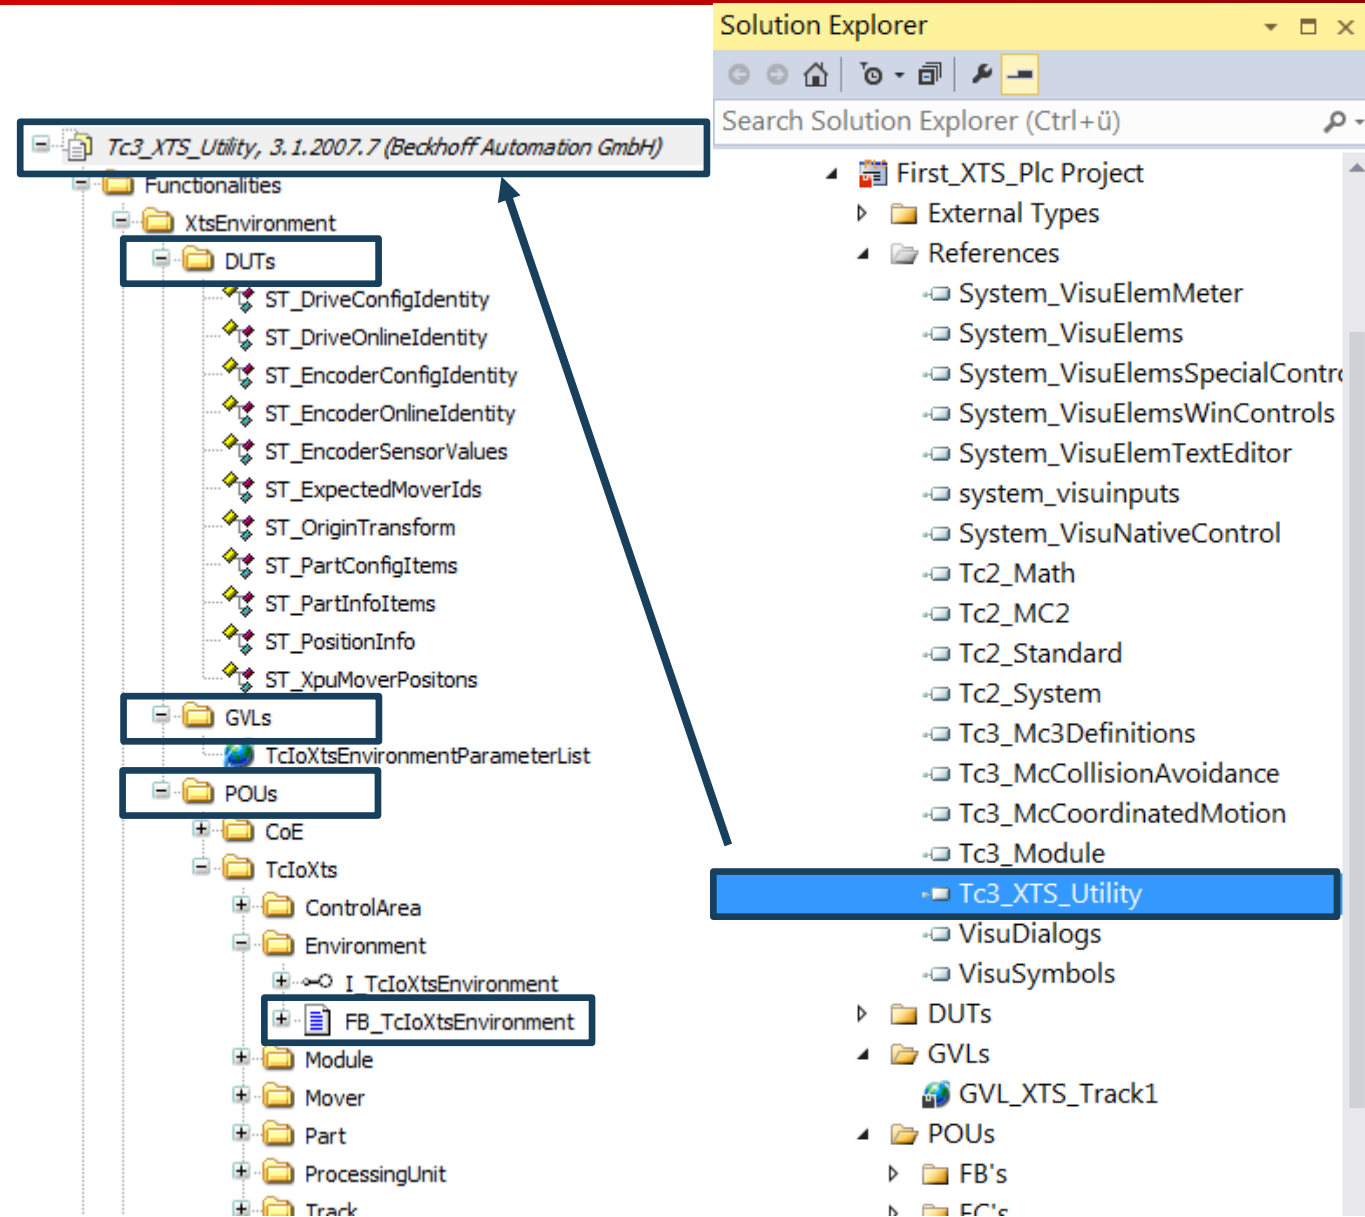 Tc3_XTS_Utility, 3.1.2007.7 (Beckhoff Automation GmbH)
Functionalities
XtsEnvironment
DUTs
ST_DriveConfigIdentity
ST_DriveOnlineIdentity
ST_EncoderConfigIdentity
ST_EncoderOnlineIdentity
ST_EncoderSensorValues
ST_ExpectedMoverIds
ST_OriginTransform
ST_PartConfigItems
ST_PartInfoItems
ST_PositionInfo
ST_XpuMoverPositons
GVLs
TcIoXtsEnvironmentParameterList
POUs
CoE
TcIoXts
ControlArea
Environment
I_TcIoXtsEnvironment
FB_TcIoXtsEnvironment
Module
Mover
Part
ProcessingUnit
Track
Solution Explorer
Search Solution Explorer (Ctrl+ü)
First_XTS_Plc Project
External Types
References
System_VisuElemMeter
System_VisuElems
System_VisuElemsSpecialContr
System_VisuElemsWinControls
System_VisuElemTextEditor
system_visuinputs
System_VisuNativeControl
Tc2_Math
Tc2_MC2
Tc2_Standard
Tc2_System
Tc3_Mc3Definitions
Tc3_McCollisionAvoidance
Tc3_McCoordinatedMotion
Tc3_Module
Tc3_XTS_Utility
VisuDialogs
VisuSymbols
DUTs
GVLs
GVL_XTS_Track1
POUs
FB's
FC's